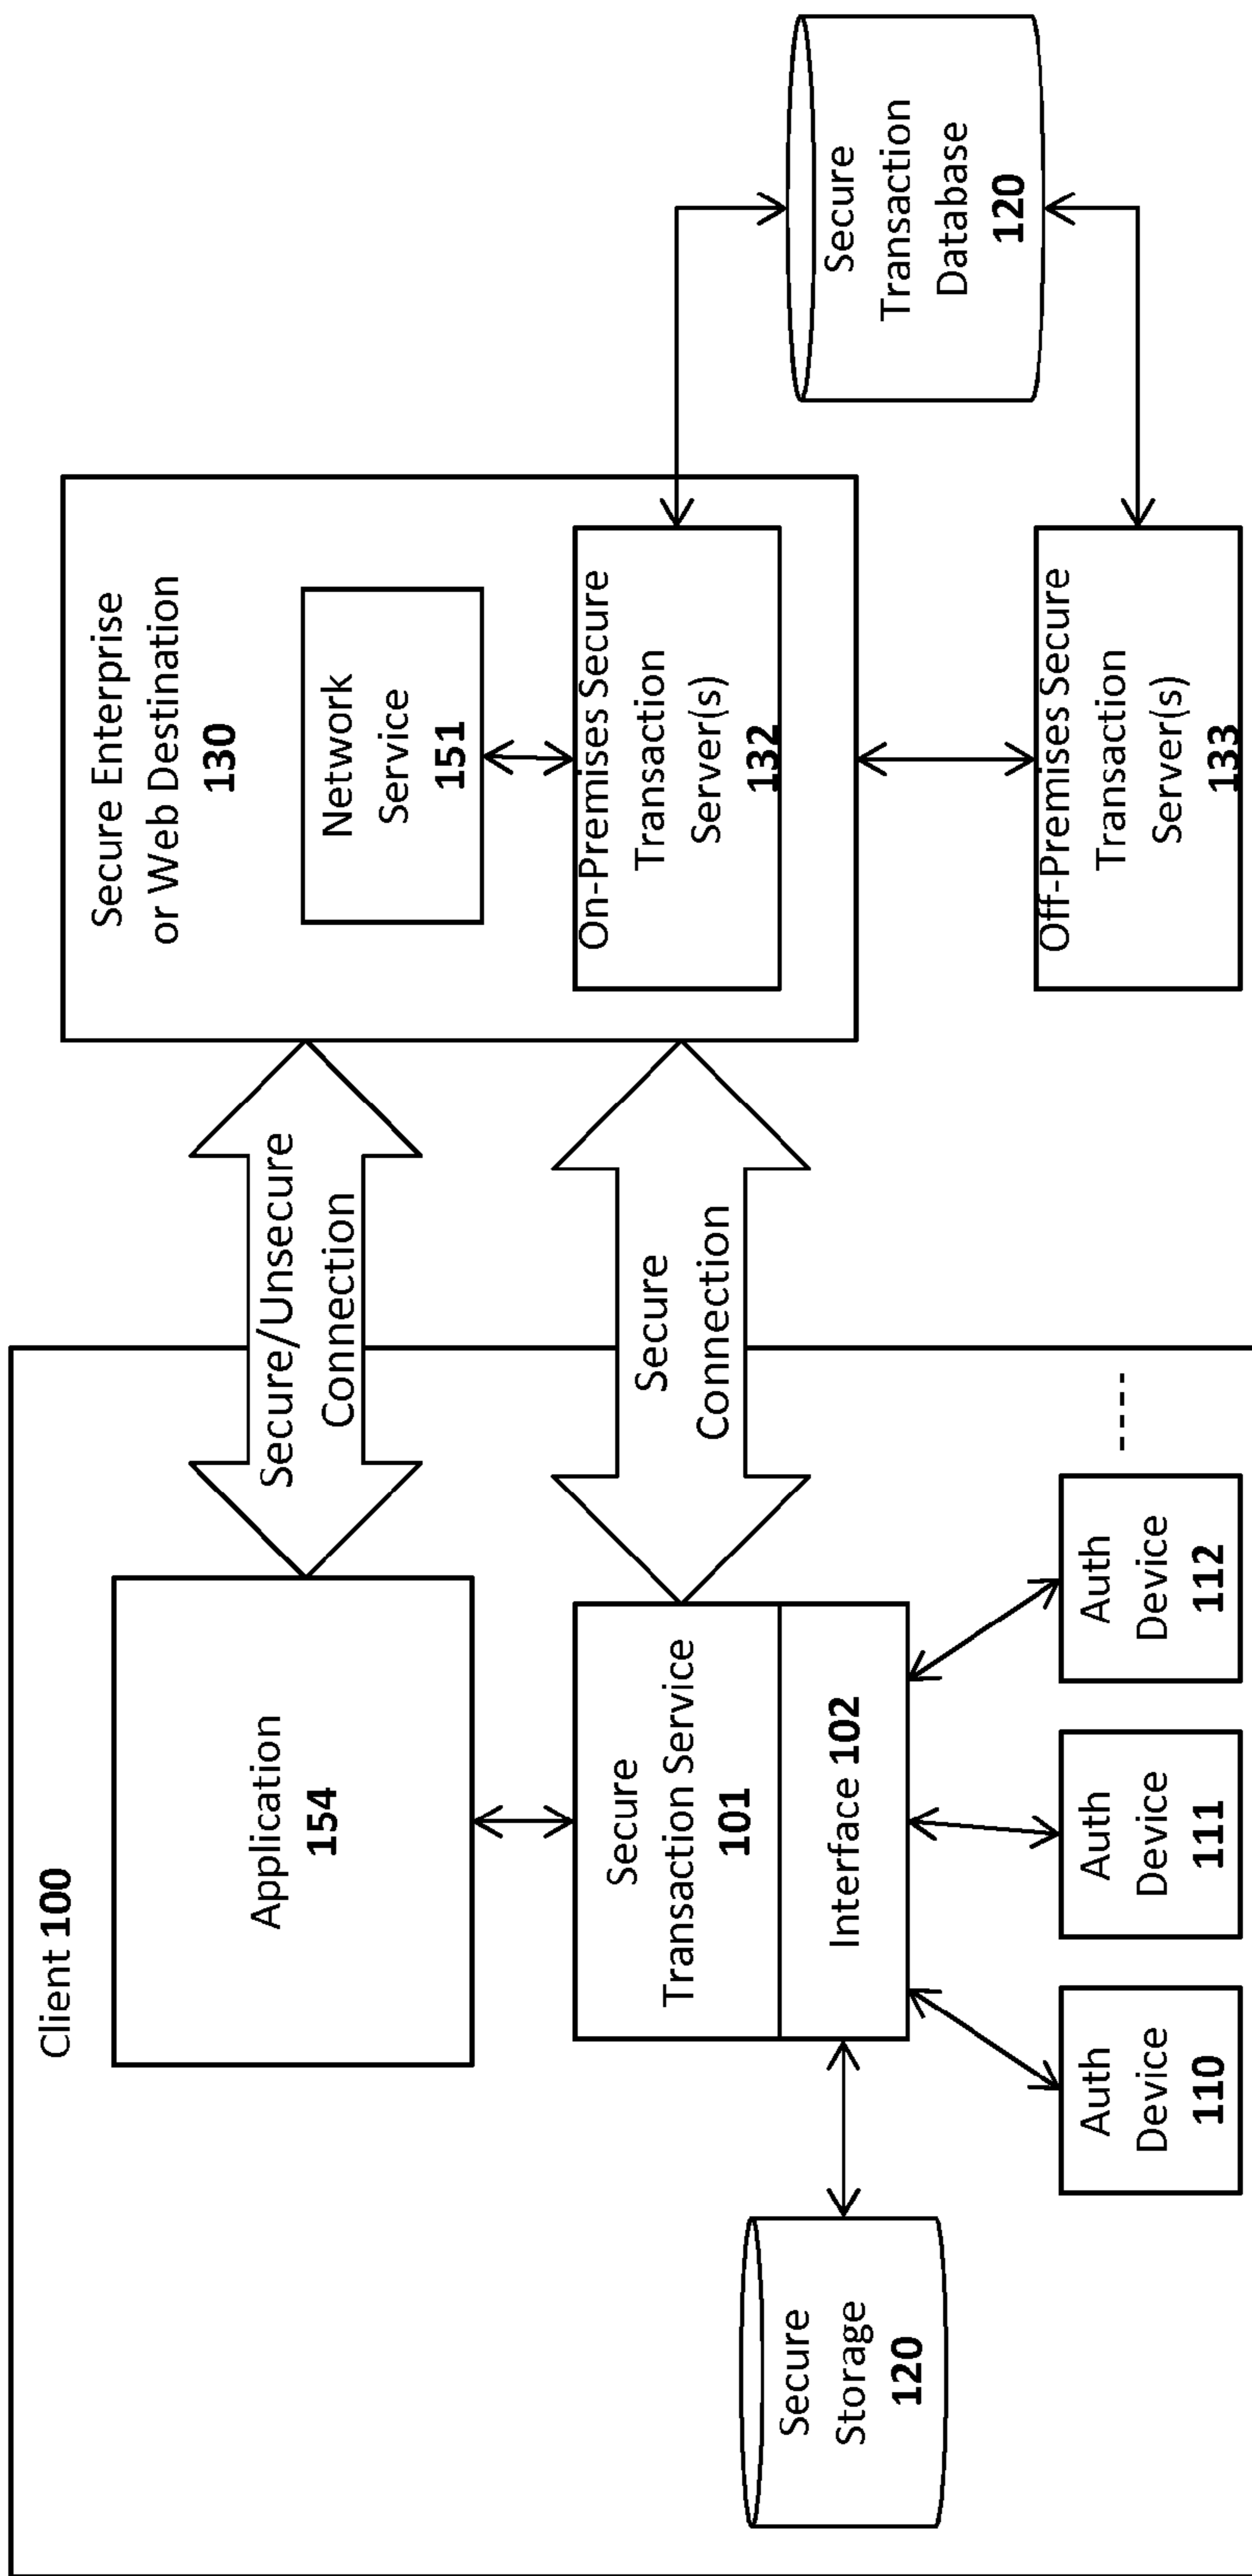 Client 100
Application
154
Secure
Transaction Service
101
Interface 102
Secure
Storage
120
Auth
Device
110
Auth
Device
111
Auth
Device
112
Secure/Unsecure
Connection
Secure
Connection
Secure Enterprise
or Web Destination
130
Network
Service
151
On-Premises Secure
Transaction
Server(s)
132
Off-Premises Secure
Transaction
Server(s)
133
Secure
Transaction
Database
120